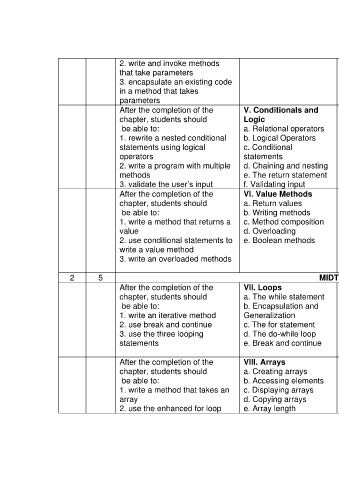 2. write and invoke methods
that take parameters
3. encapsulate an existing code
in a method that takes
parameters
After the completion of the
chapter, students should
be able to:
1. rewrite a nested conditional
statements using logical
operators
2. write a program with multiple
methods
3. validate the user's input
V. Conditionals and
Logic
a. Relational operators
b. Logical Operators
c. Conditional
statements
d. Chaining and nesting
e. The return statement
f. Validating input
After the completion of the
chapter, students should
be able to:
1. write a method that returns a
value
2. use conditional statements to
write a value method
3. write an overloaded methods
VI. Value Methods
a. Return values
b. Writing methods
c. Method composition
d. Overloading
e. Boolean methods
2 5 MIDT
After the completion of the
chapter, students should
be able to:
1. write an iterative method
2. use break and continue
3. use the three looping
statements
VII. Loops
a. The while statement
b. Encapsulation and
Generalization
c. The for statement
d. The do-while loop
e. Break and continue
After the completion of the
chapter, students should
be able to:
1. write a method that takes an
array
2. use the enhanced for loop
VIII. Arrays
a. Creating arrays
b. Accessing elements
c. Displaying arrays
d. Copying arrays
e. Array length